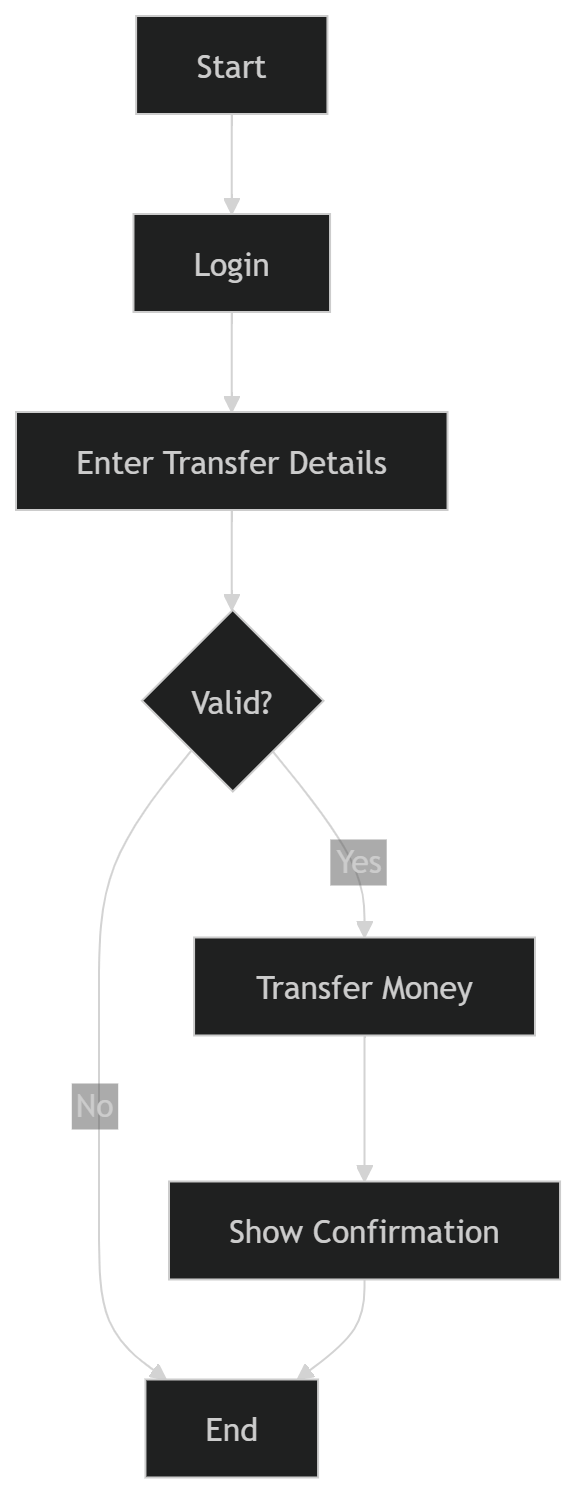 Start
Login
Enter Transfer Details
Valid?
Yes
Transfer Money
No
Show Confirmation
End